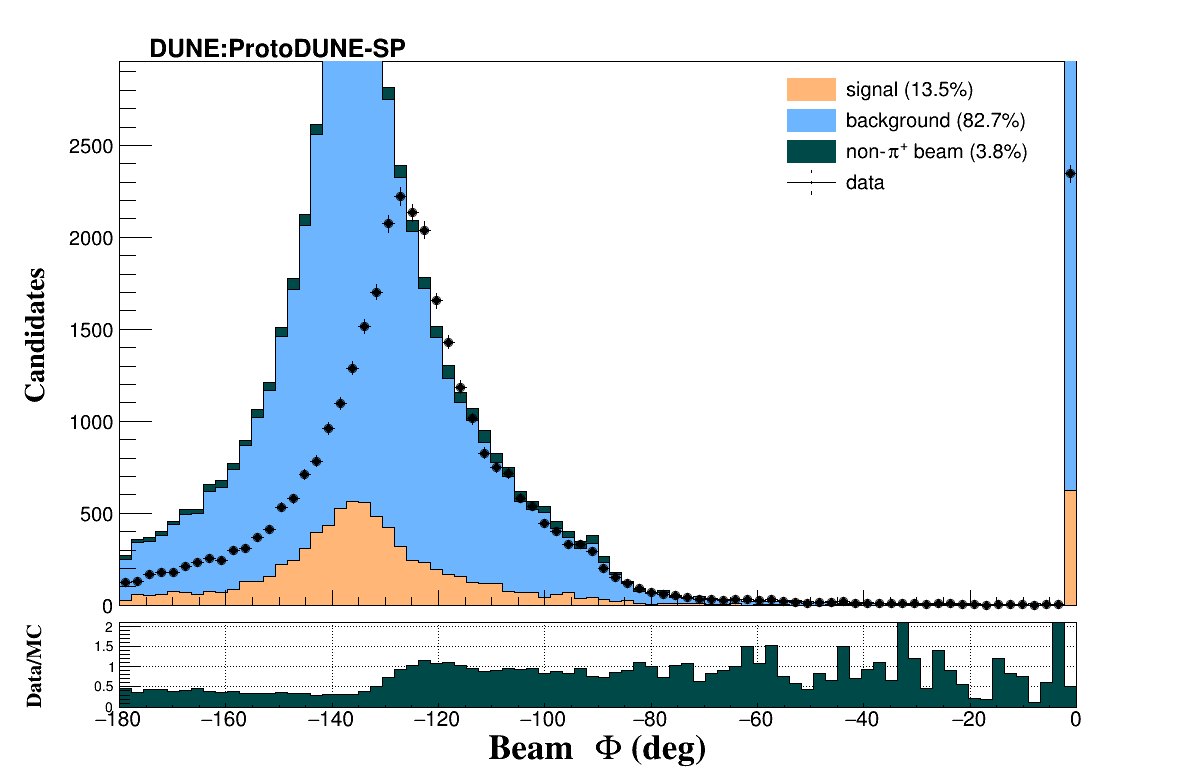 DUNE:ProtoDUNE-SP
signal (13.5%)
background (82.7%)
non-π⁺ beam (3.8%)
data
Candidates
2500
2000
1500
1000
500
0
Data/MC
2
1.5
1
0.5
0
−180 −160 −140 −120 −100 −80 −60 −40 −20 0
Beam Φ (deg)